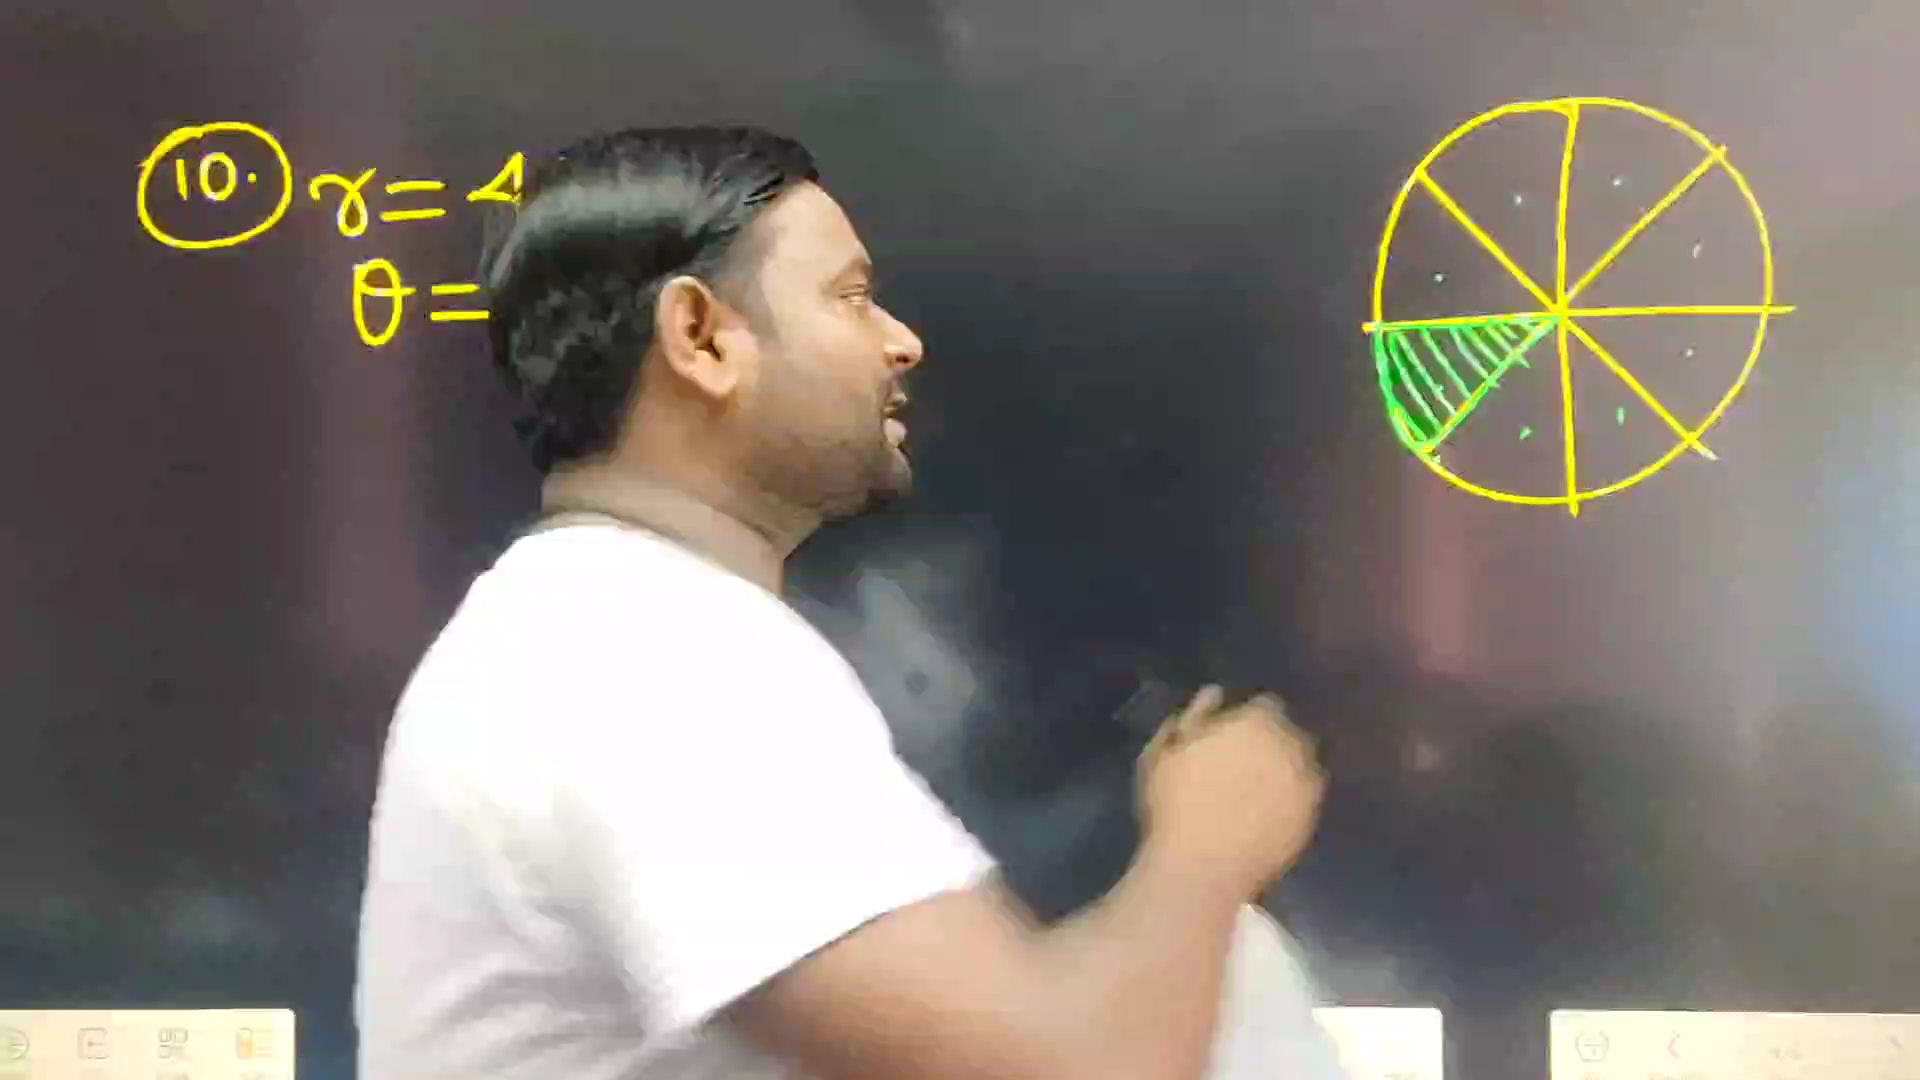 10. r = 4
θ =